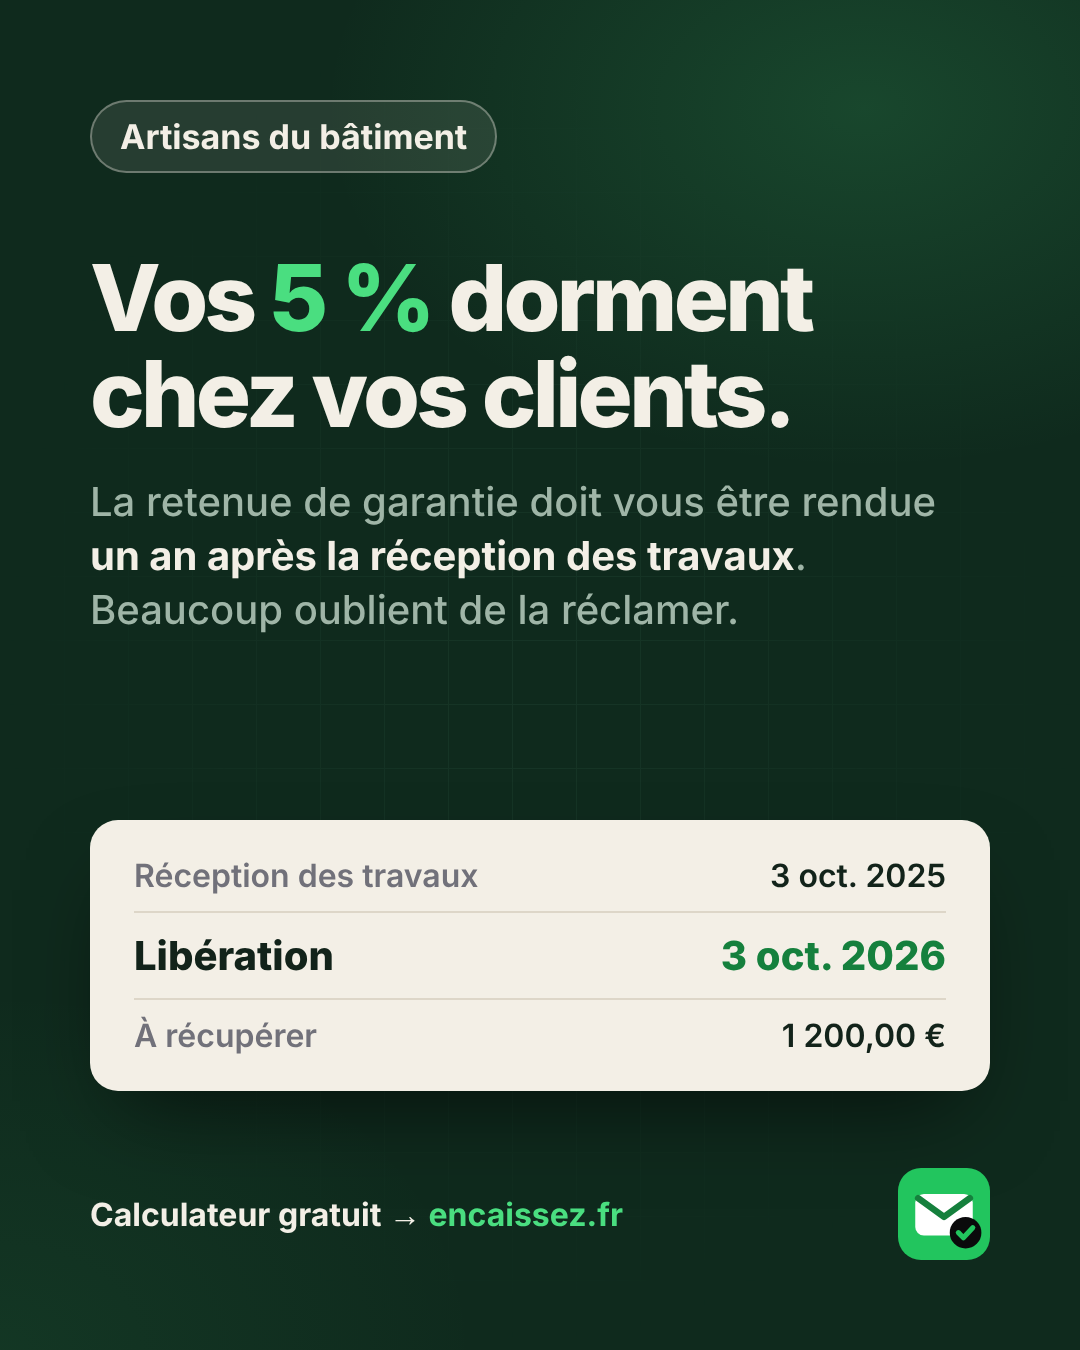 Artisans du bâtiment
Vos 5 % dorment
chez vos clients.
La retenue de garantie doit vous être rendue
un an après la réception des travaux.
Beaucoup oublient de la réclamer.
Réception des travaux 3 oct. 2025
Libération 3 oct. 2026
À récupérer 1 200,00 €
Calculateur gratuit → encaissez.fr